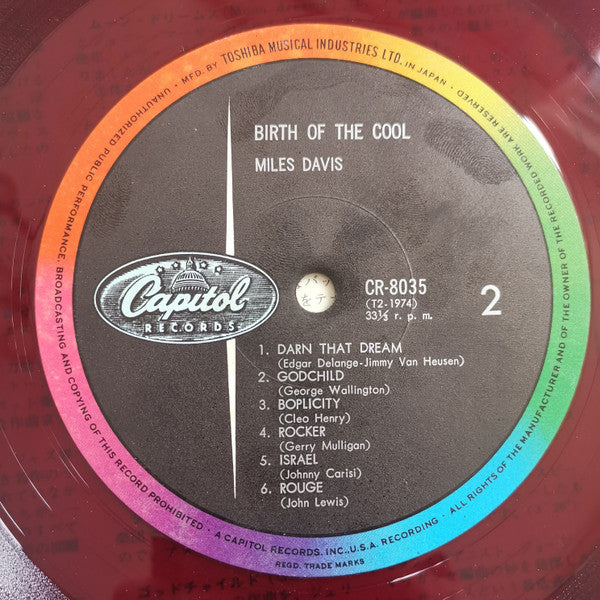 MFD. BY TOSHIBA MUSICAL INDUSTRIES LTD. IN JAPAN • ALL RIGHTS OF THE MANUFACTURER AND OF THE OWNER OF THE RECORDED WORK ARE RESERVED
UNAUTHORIZED PUBLIC PERFORMANCE, BROADCASTING AND COPYING OF THIS RECORD PROHIBITED • A CAPITOL RECORDS, INC., U.S.A. RECORDING.
REGD. TRADE MARKS
BIRTH OF THE COOL
MILES DAVIS
Capitol
RECORDS
CR-8035
(T2-1974)
33⅓ r. p. m.
2
1. DARN THAT DREAM
(Edgar Delange-Jimmy Van Heusen)
2. GODCHILD
(George Wallington)
3. BOPLICITY
(Cleo Henry)
4. ROCKER
(Gerry Mulligan)
5. ISRAEL
(Johnny Carisi)
6. ROUGE
(John Lewis)